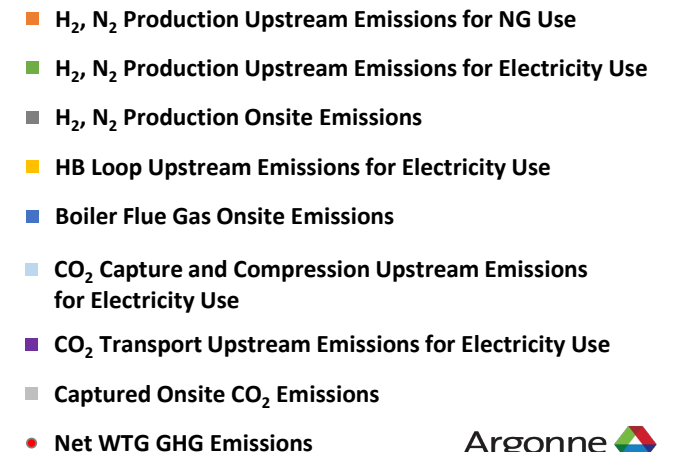 H₂, N₂ Production Upstream Emissions for NG Use
H₂, N₂ Production Upstream Emissions for Electricity Use
H₂, N₂ Production Onsite Emissions
HB Loop Upstream Emissions for Electricity Use
Boiler Flue Gas Onsite Emissions
CO₂ Capture and Compression Upstream Emissions
for Electricity Use
CO₂ Transport Upstream Emissions for Electricity Use
Captured Onsite CO₂ Emissions
Net WTG GHG Emissions
Argonne